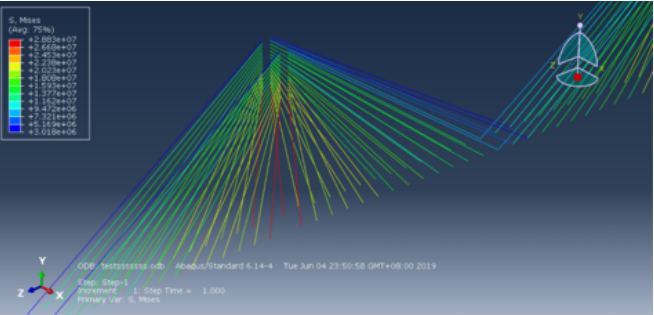 S, Mises
(Avg: 75%)
+2.883e+07
+2.668e+07
+2.453e+07
+2.238e+07
+2.023e+07
+1.808e+07
+1.593e+07
+1.377e+07
+1.162e+07
+9.472e+06
+7.321e+06
+5.169e+06
+3.018e+06
Y
Z
X
Y
Z
X
ODB: testsssssss.odb Abaqus/Standard 6.14-4 Tue Jun 04 23:50:58 GMT+08:00 2019
Step: Step-1
Increment 1: Step Time = 1.000
Primary Var: S, Mises